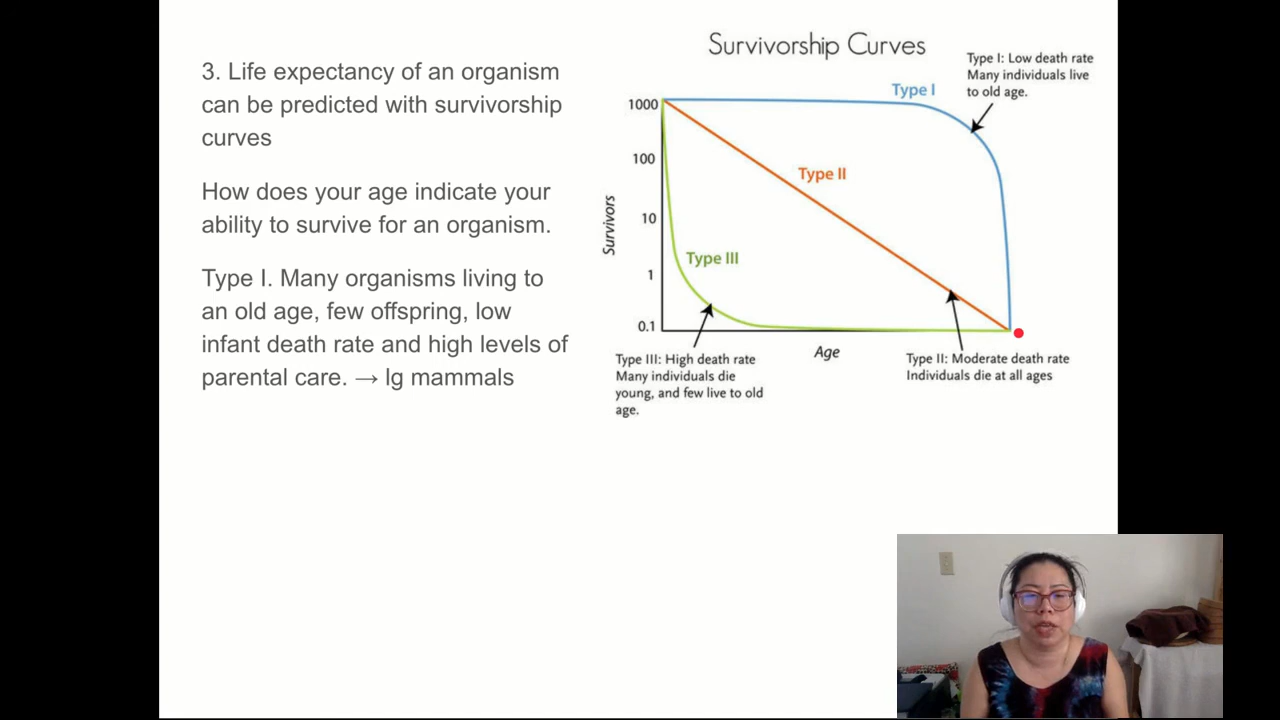 3. Life expectancy of an organism
can be predicted with survivorship
curves
How does your age indicate your
ability to survive for an organism.
Type I. Many organisms living to
an old age, few offspring, low
infant death rate and high levels of
parental care. → lg mammals
Survivorship Curves
Type I: Low death rate
Many individuals live
to old age.
Type I
1000
100
Type II
10
Survivors
Type III
1
0.1
Age
Type III: High death rate
Many individuals die
young, and few live to old
age.
Type II: Moderate death rate
Individuals die at all ages